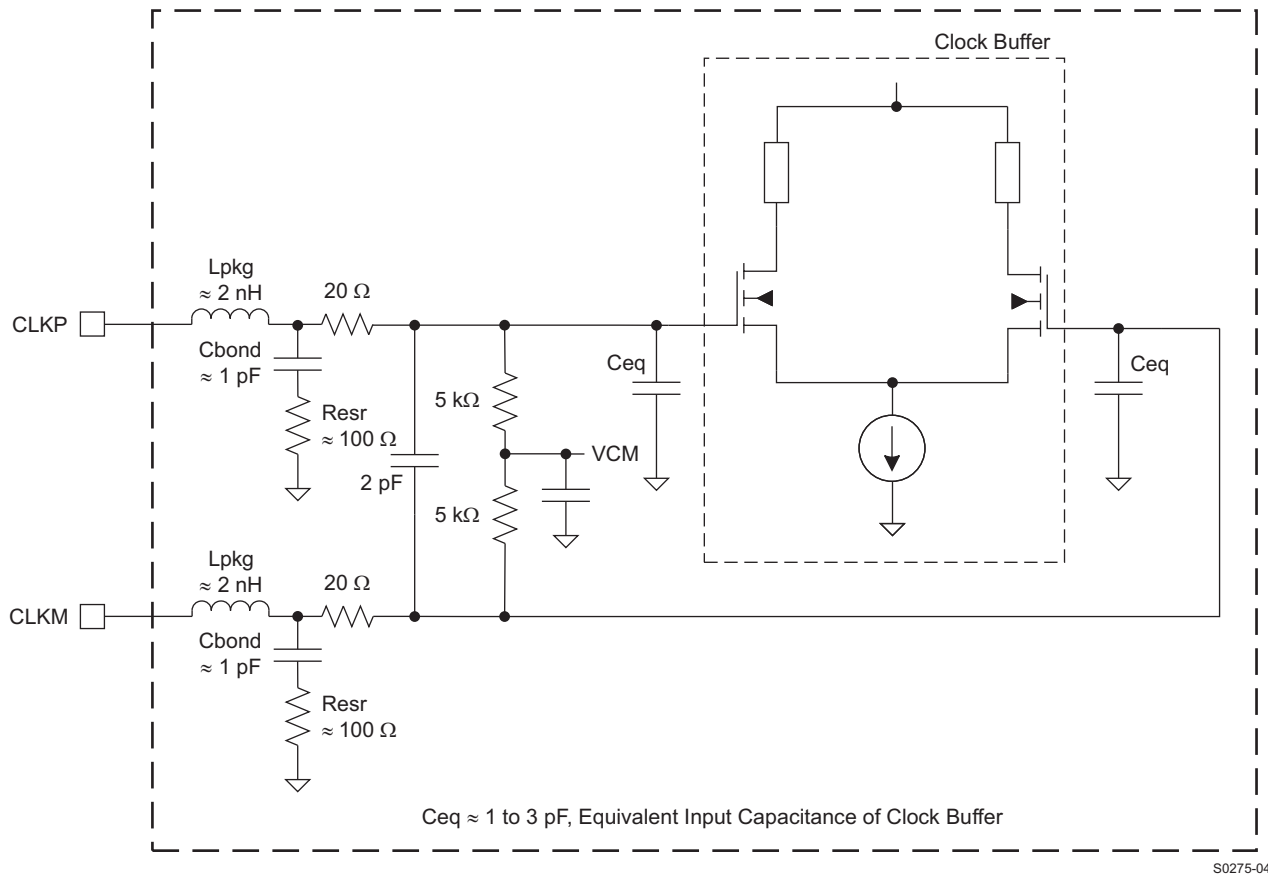 Clock Buffer
Lpkg
≈ 2 nH
20 Ω
CLKP
Cbond
≈ 1 pF
Resr
≈ 100 Ω
5 kΩ
Ceq
Ceq
2 pF
VCM
5 kΩ
Lpkg
≈ 2 nH
20 Ω
CLKM
Cbond
≈ 1 pF
Resr
≈ 100 Ω
Ceq ≈ 1 to 3 pF, Equivalent Input Capacitance of Clock Buffer
S0275-04